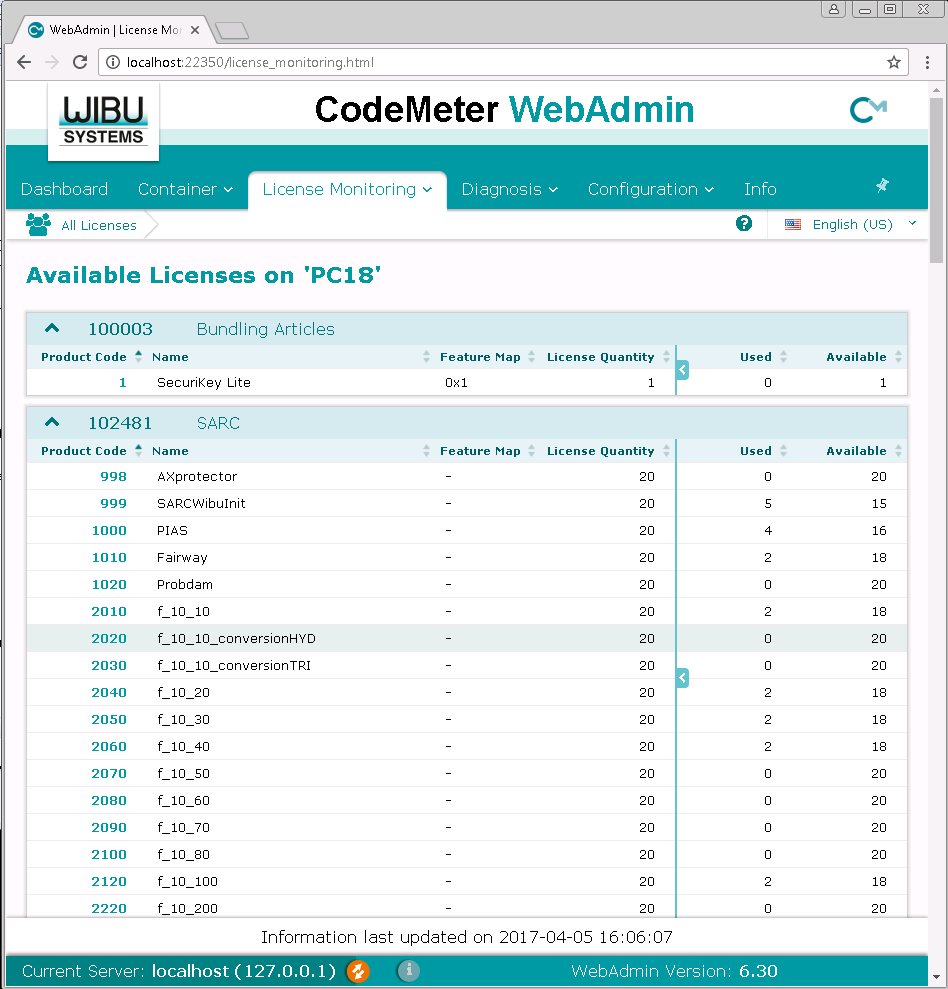 WebAdmin | License Mor
localhost:22350/license_monitoring.html
WIBU
SYSTEMS
CodeMeter WebAdmin
Dashboard Container License Monitoring Diagnosis Configuration Info
All Licenses ? English (US)
Available Licenses on 'PC18'
100003 Bundling Articles
Product Code Name Feature Map License Quantity Used Available
1 SecuriKey Lite 0x1 1 0 1
102481 SARC
Product Code Name Feature Map License Quantity Used Available
998 AXprotector - 20 0 20
999 SARCWibuInit - 20 5 15
1000 PIAS - 20 4 16
1010 Fairway - 20 2 18
1020 Probdam - 20 0 20
2010 f_10_10 - 20 2 18
2020 f_10_10_conversionHYD - 20 0 20
2030 f_10_10_conversionTRI - 20 0 20
2040 f_10_20 - 20 2 18
2050 f_10_30 - 20 2 18
2060 f_10_40 - 20 2 18
2070 f_10_50 - 20 0 20
2080 f_10_60 - 20 0 20
2090 f_10_70 - 20 0 20
2100 f_10_80 - 20 0 20
2120 f_10_100 - 20 2 18
2220 f_10_200 - 20 0 20
Information last updated on 2017-04-05 16:06:07
Current Server: localhost (127.0.0.1) i WebAdmin Version: 6.30